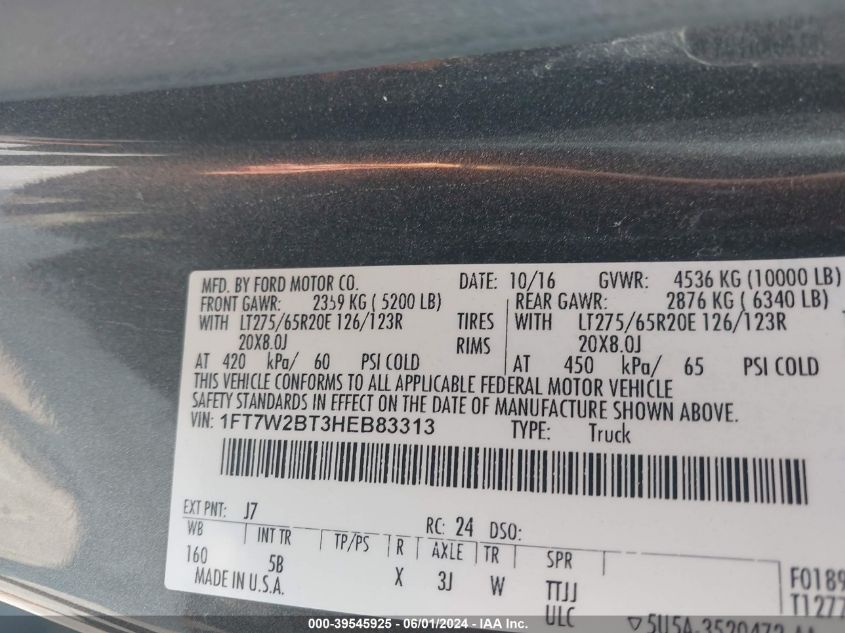 MFD. BY FORD MOTOR CO. DATE: 10/16 GVWR: 4536 KG (10000 LB)
FRONT GAWR: 2359 KG ( 5200 LB) REAR GAWR: 2876 KG ( 6340 LB)
WITH LT275/65R20E 126/123R TIRES WITH LT275/65R20E 126/123R
20X8.0J RIMS 20X8.0J
AT 420 kPa/ 60 PSI COLD AT 450 kPa/ 65 PSI COLD
THIS VEHICLE CONFORMS TO ALL APPLICABLE FEDERAL MOTOR VEHICLE
SAFETY STANDARDS IN EFFECT ON THE DATE OF MANUFACTURE SHOWN ABOVE.
VIN: 1FT7W2BT3HEB83313 TYPE: Truck
EXT PNT: J7 RC: 24 DSO:
WB INT TR TP/PS R AXLE TR SPR
160 5B X 3J W TTJJ F0189
MADE IN U.S.A. ULC T1277
5U5A-3520472
000-39545925 - 06/01/2024 - IAA Inc.